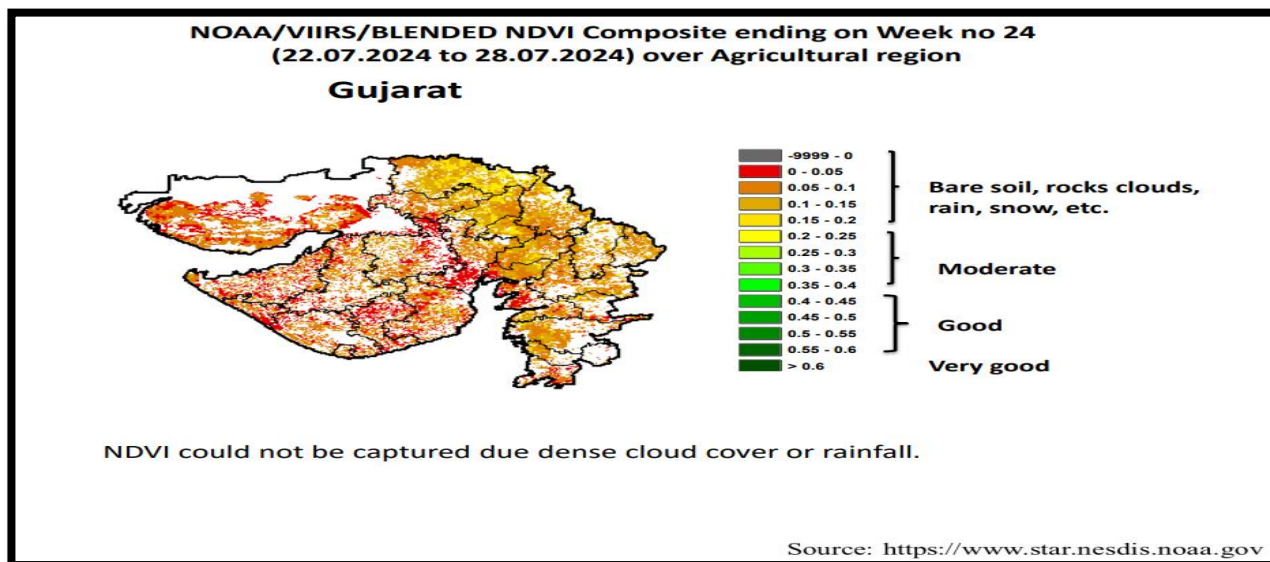 NOAA/VIIRS/BLENDED NDVI Composite ending on Week no 24
(22.07.2024 to 28.07.2024) over Agricultural region
Gujarat
-9999 - 0
0 - 0.05
0.05 - 0.1
0.1 - 0.15
0.15 - 0.2
0.2 - 0.25
0.25 - 0.3
0.3 - 0.35
0.35 - 0.4
0.4 - 0.45
0.45 - 0.5
0.5 - 0.55
0.55 - 0.6
> 0.6
Bare soil, rocks clouds,
rain, snow, etc.
Moderate
Good
Very good
NDVI could not be captured due dense cloud cover or rainfall.
Source: https://www.star.nesdis.noaa.gov